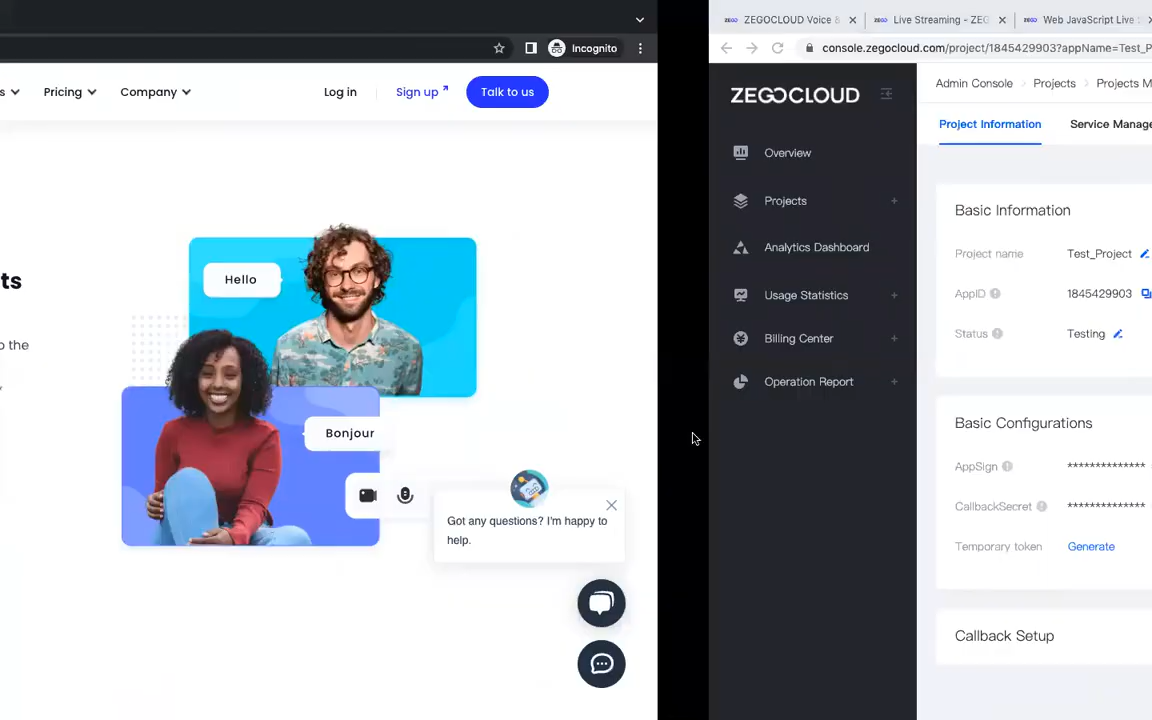 Incognito
s
Pricing
Company
Log in
Sign up
Talk to us
ts
o the
Hello
Bonjour
Got any questions? I'm happy to
help.
ZEGOCLOUD Voice &
Live Streaming - ZEG
Web JavaScript Live
console.zegocloud.com/project/1845429903?appName=Test_P
ZEGOCLOUD
Overview
Projects
Analytics Dashboard
Usage Statistics
Billing Center
Operation Report
Admin Console
Projects
Projects M
Project Information
Service Manage
Basic Information
Project name
Test_Project
AppID
1845429903
Status
Testing
Basic Configurations
AppSign
**************
CallbackSecret
**************
Temporary token
Generate
Callback Setup